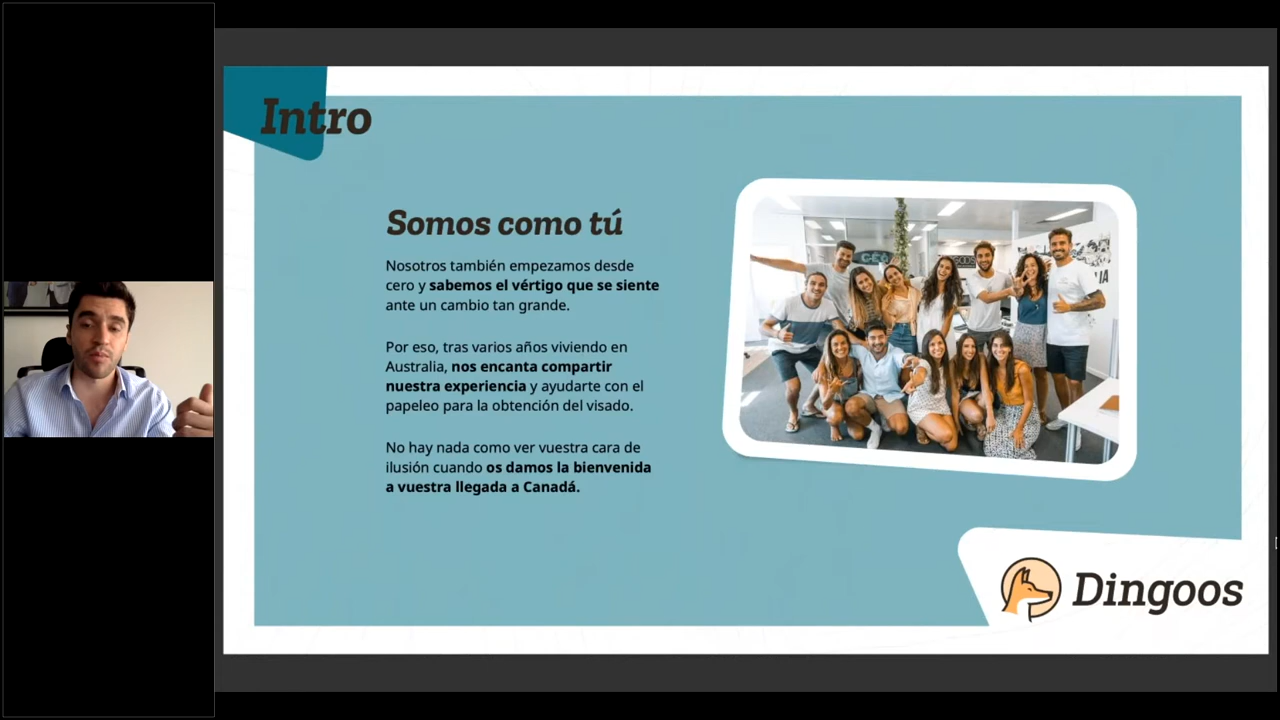 Intro
Somos como tú
Nosotros también empezamos desde
cero y sabemos el vértigo que se siente
ante un cambio tan grande.
Por eso, tras varios años viviendo en
Australia, nos encanta compartir
nuestra experiencia y ayudarte con el
papeleo para la obtención del visado.
No hay nada como ver vuestra cara de
ilusión cuando os damos la bienvenida
a vuestra llegada a Canadá.
Dingoos